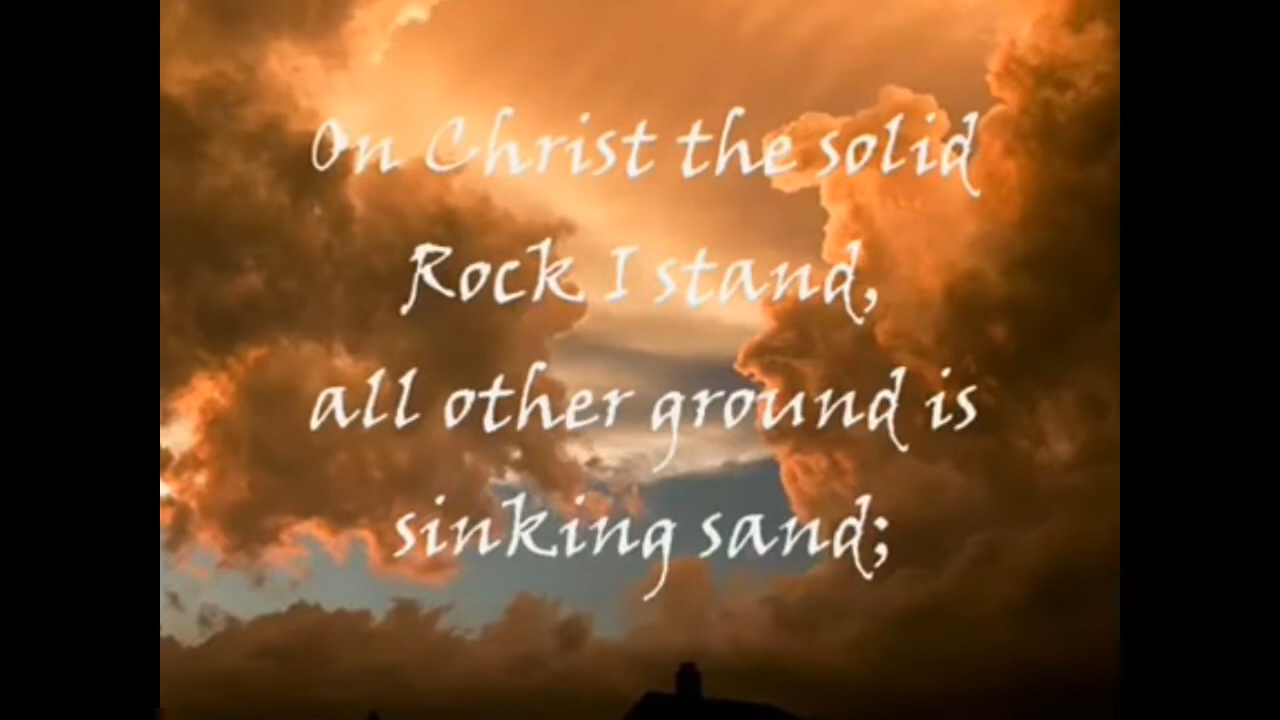 On Christ the solid
Rock I stand,
all other ground is
sinking sand;